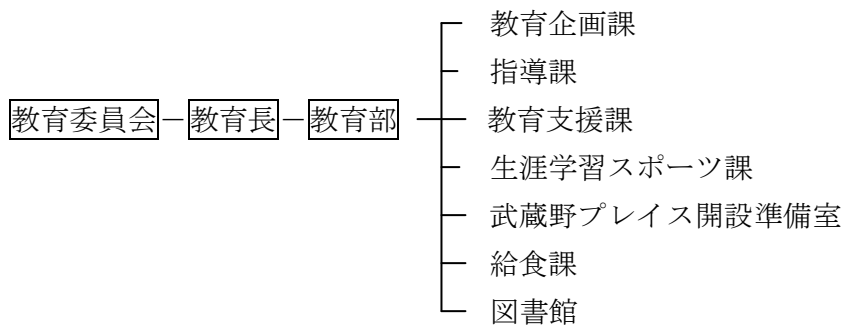 教育企画課
指導課
教育委員会－教育長－教育部
教育支援課
生涯学習スポーツ課
武蔵野プレイス開設準備室
給食課
図書館